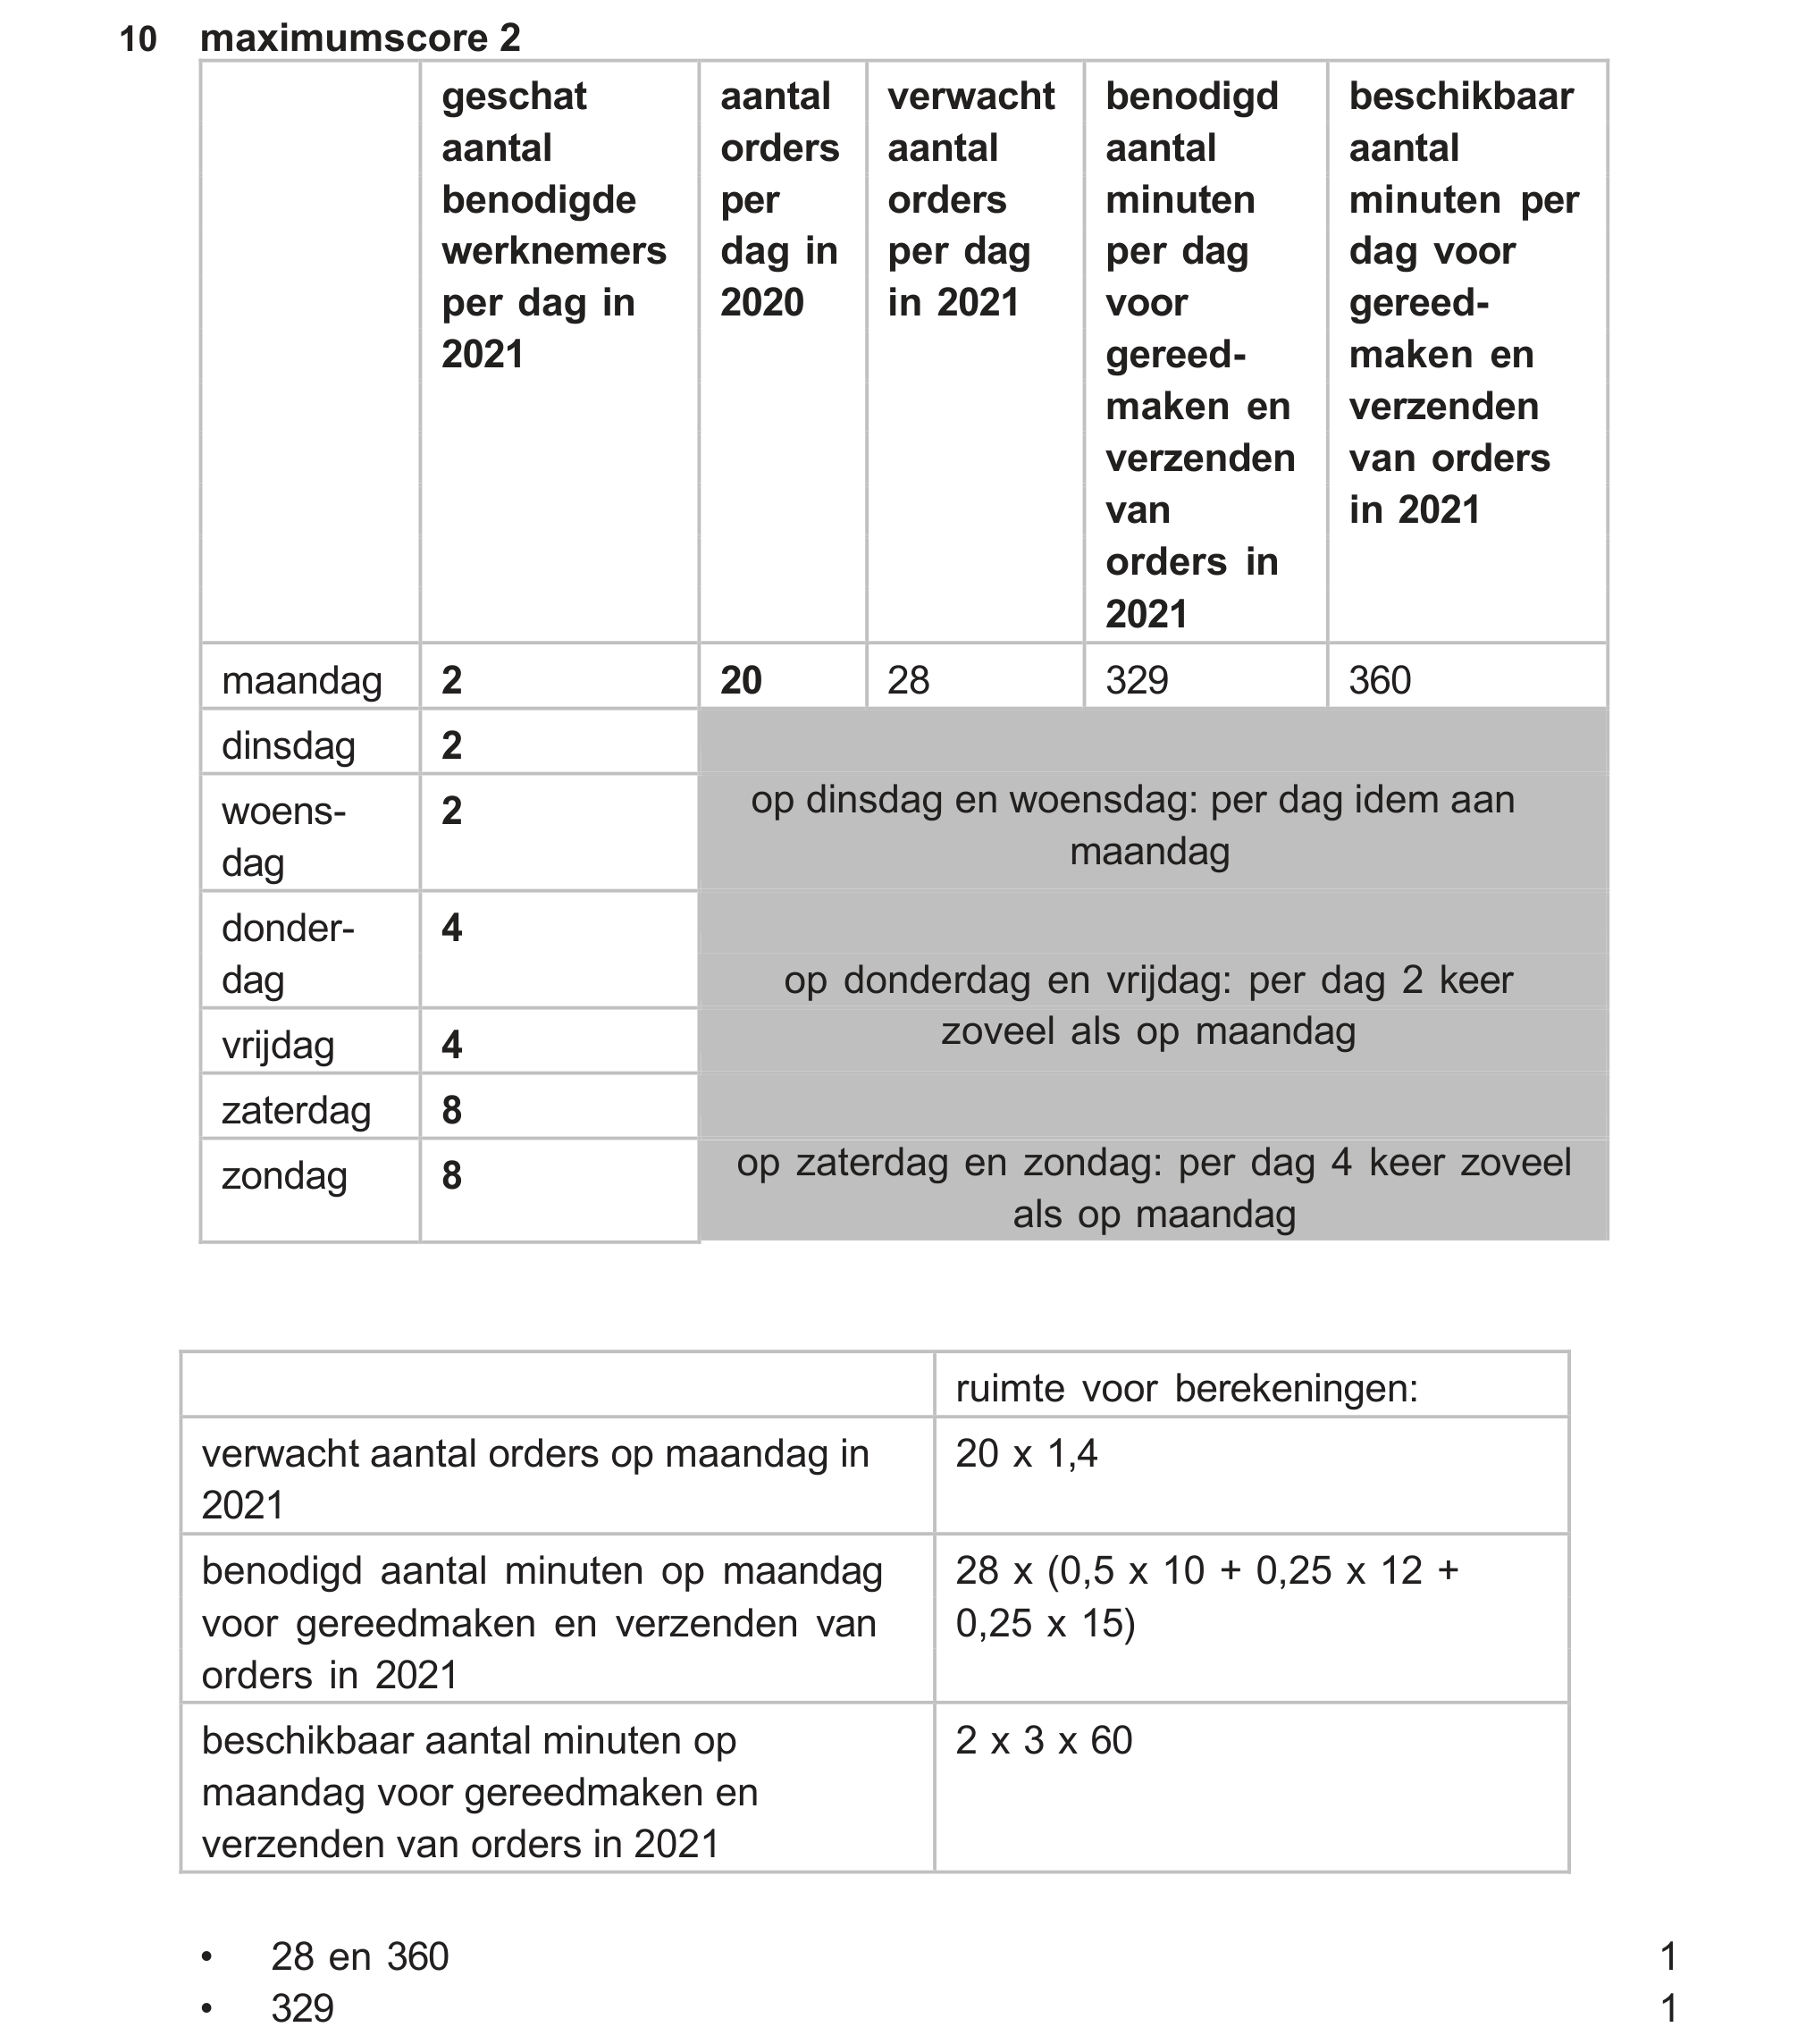 10 maximumscore 2
geschat aantal benodigde werknemers per dag in 2021
aantal orders per dag in 2020
verwacht aantal orders per dag in 2021
benodigd aantal minuten per dag voor gereed-maken en verzenden van orders in 2021
beschikbaar aantal minuten per dag voor gereed-maken en verzenden van orders in 2021
maandag 2 20 28 329 360
dinsdag 2
woens-
dag 2
op dinsdag en woensdag: per dag idem aan
maandag
donder-
dag 4
vrijdag 4
op donderdag en vrijdag: per dag 2 keer
zoveel als op maandag
zaterdag 8
zondag 8
op zaterdag en zondag: per dag 4 keer zoveel
als op maandag
ruimte voor berekeningen:
verwacht aantal orders op maandag in
2021
20 x 1,4
benodigd aantal minuten op maandag
voor gereedmaken en verzenden van
orders in 2021
28 x (0,5 x 10 + 0,25 x 12 +
0,25 x 15)
beschikbaar aantal minuten op
maandag voor gereedmaken en
verzenden van orders in 2021
2 x 3 x 60
• 28 en 360 1
• 329 1